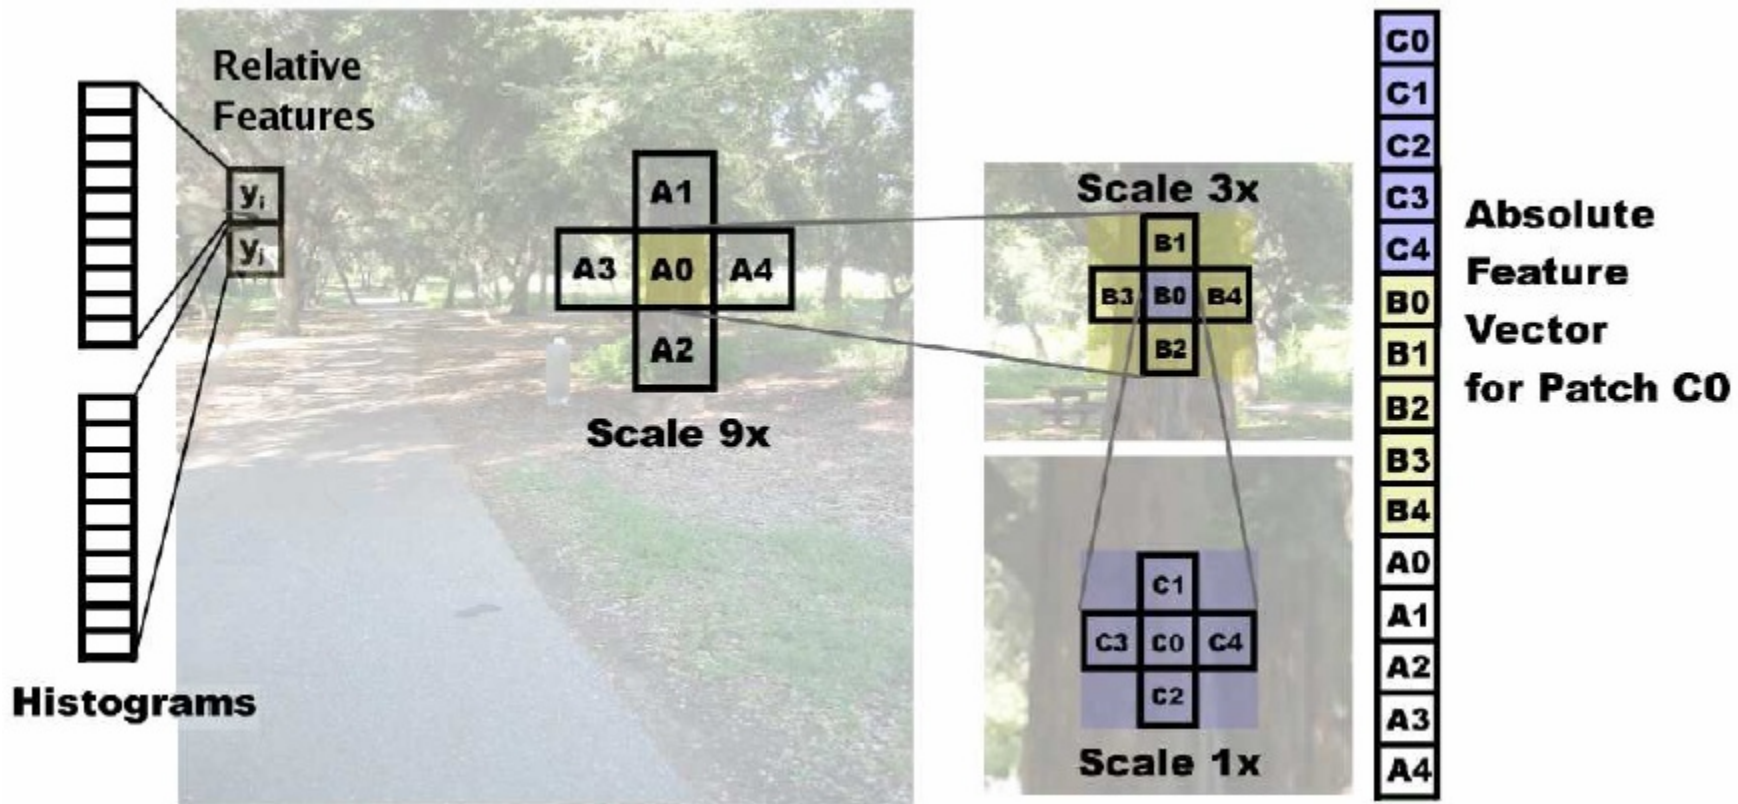 Relative
Features
yi
yj
Histograms
A1
A3 A0 A4
A2
Scale 9x
Scale 3x
B1
B3 B0 B4
B2
C1
C3 C0 C4
C2
Scale 1x
C0
C1
C2
C3
C4
B0
B1
B2
B3
B4
A0
A1
A2
A3
A4
Absolute
Feature
Vector
for Patch C0